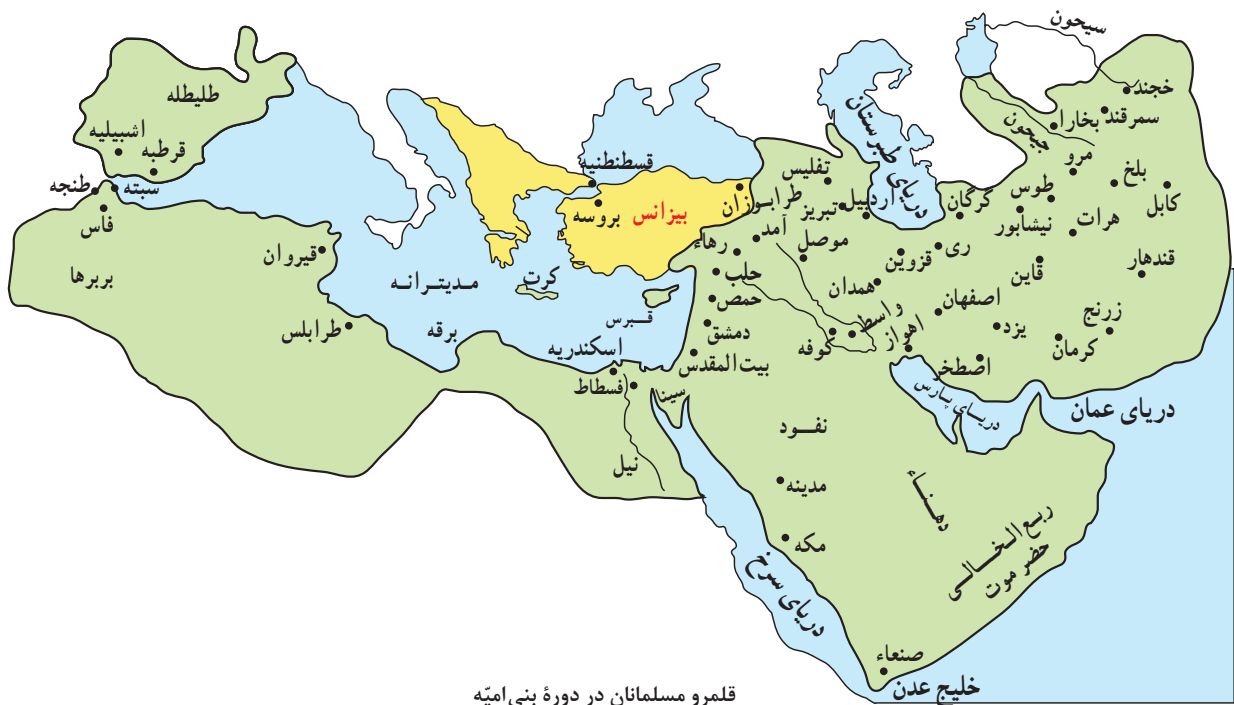 سیحون
خجند
سمرقند
بخارا
جیحون
مرو
بلخ
کابل
طوس
نیشابور
هرات
قندهار
گرگان
دریای طبرستان
تفلیس
طرابوزان
اردبیل
تبریز
آمد
موصل
رهاء
ری
قزوین
قاین
همدان
حلب
حمص
دمشق
بیت‌المقدس
واسط
کوفه
اهواز
اصفهان
یزد
زرنج
کرمان
اصطخر
دریای پارس
دریای عمان
قسطنطنیه
بیزانس
بروسه
طلیطله
اشبیلیه
قرطبه
سبته
طنجه
فاس
بربرها
قیروان
طرابلس
مدیترانه
برقه
کرت
قبرس
اسکندریه
فسطاط
سینا
نیل
نفود
مدینه
مکه
دهناء
ربع الخالی
حضر موت
دریای سرخ
صنعاء
خلیج عدن
قلمرو مسلمانان در دورهٔ بنی‌امیّه